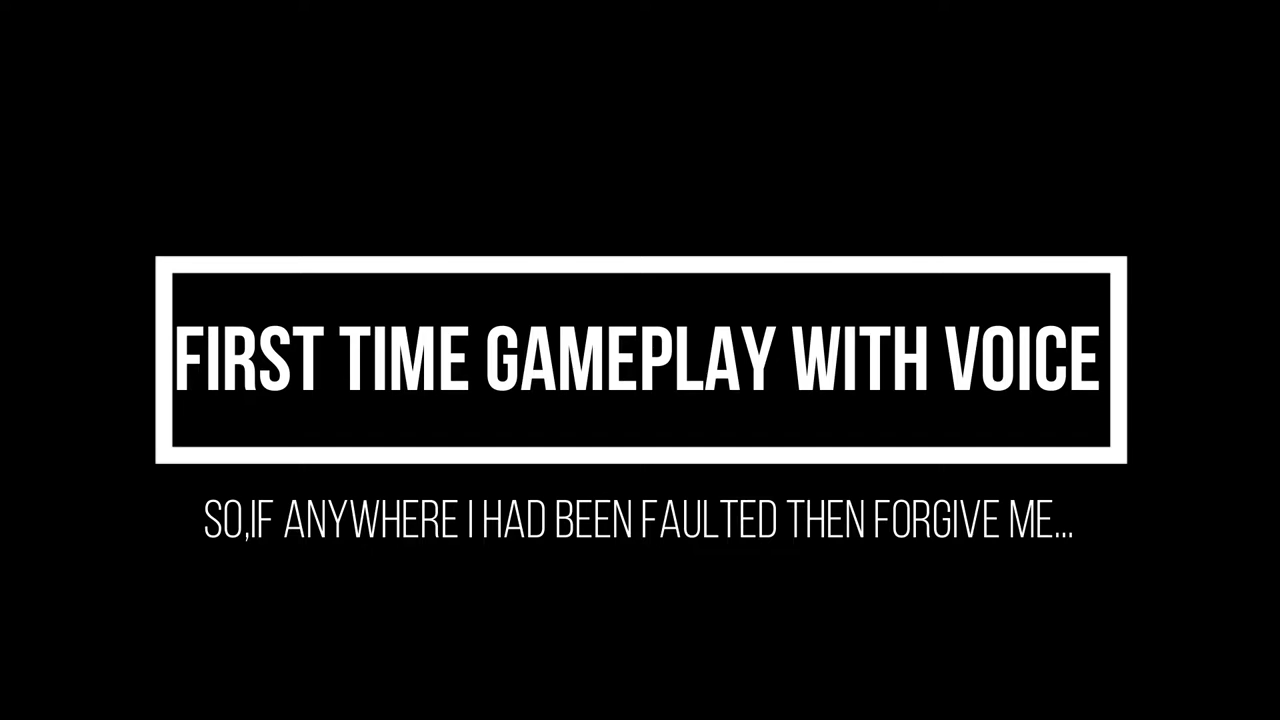 FIRST TIME GAMEPLAY WITH VOICE
SO,IF ANYWHERE I HAD BEEN FAULTED THEN FORGIVE ME...